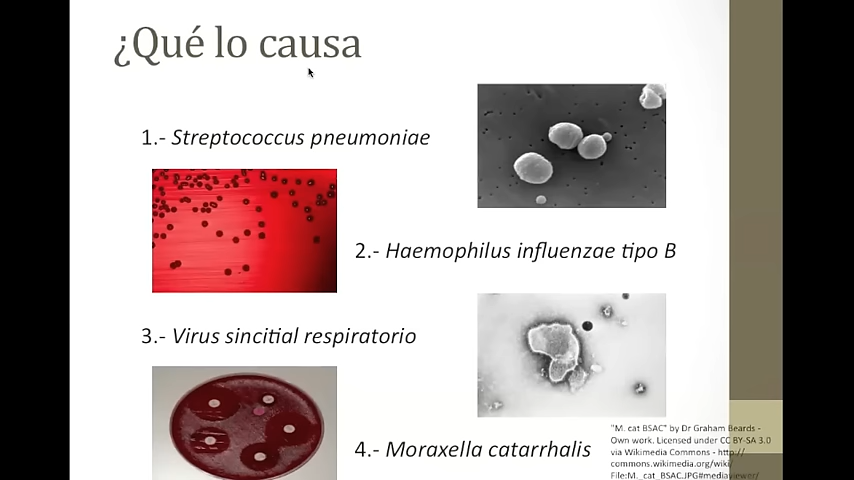 ¿Qué lo causa
1.- Streptococcus pneumoniae
2.- Haemophilus influenzae tipo B
3.- Virus sincitial respiratorio
4.- Moraxella catarrhalis
"M. cat BSAC" by Dr Graham Beards -
Own work. Licensed under CC BY-SA 3.0
via Wikimedia Commons - http://
commons.wikimedia.org/wiki/
File:M._cat_BSAC.JPG#mediaviewer/